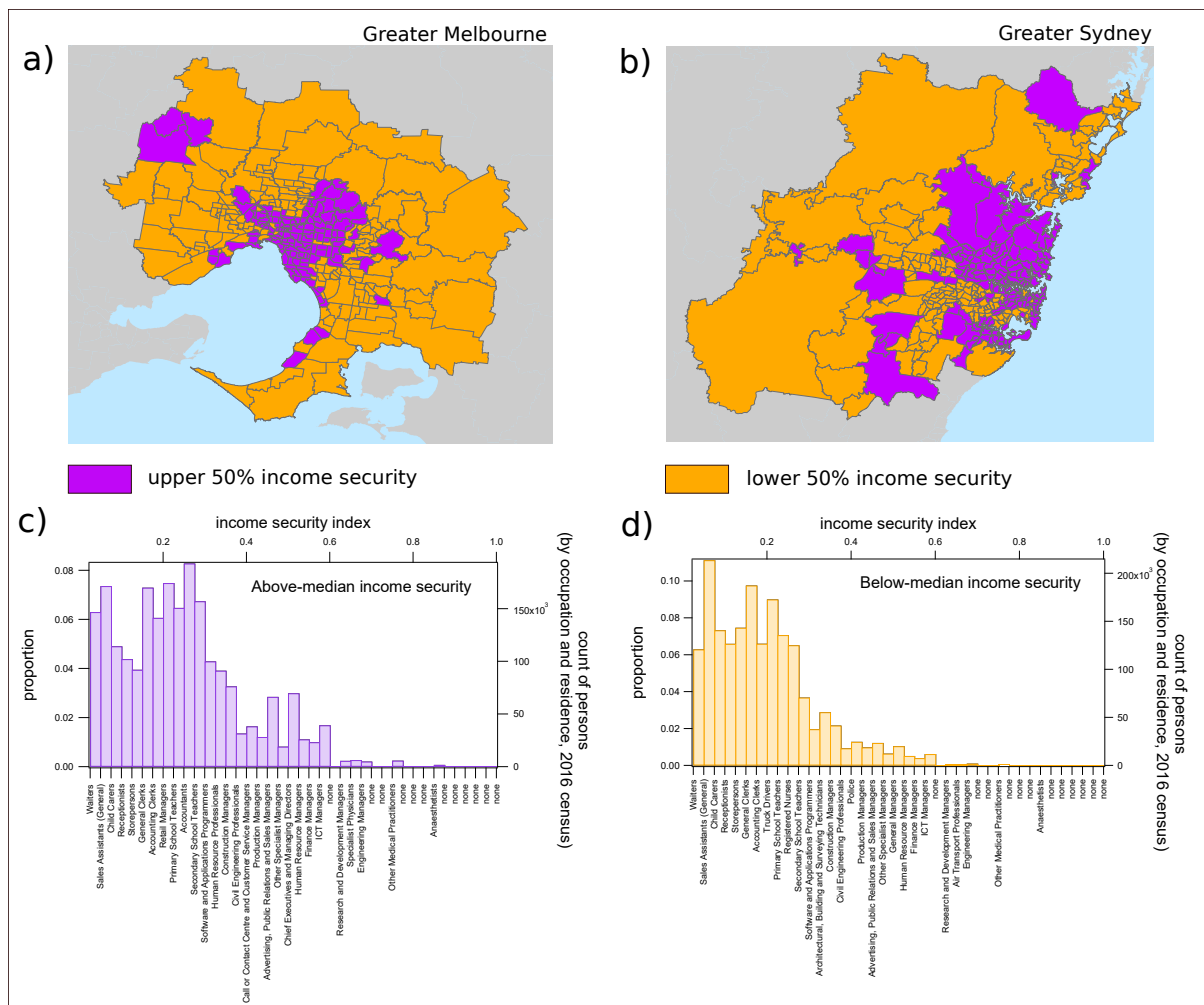 Greater Melbourne
Greater Sydney
a)
b)
upper 50% income security
lower 50% income security
c)
income security index
0.2
0.4
0.6
0.8
1.0
Above-median income security
proportion
0.08
0.06
0.04
0.02
0.00
150x10³
100
50
0
count of persons
(by occupation and residence, 2016 census)
Waiters
Sales Assistants (General)
Child Carers
Receptionists
Storepersons
General Clerks
Accounting Clerks
Retail Managers
Primary School Teachers
Accountants
Secondary School Teachers
Software and Applications Programmers
Human Resource Professionals
Construction Managers
Civil Engineering Professionals
Call or Contact Centre and Customer Service Managers
Production Managers
Advertising, Public Relations and Sales Managers
Other Specialist Managers
Chief Executives and Managing Directors
Human Resource Managers
Finance Managers
ICT Managers
none
Research and Development Managers
Specialist Physicians
Engineering Managers
none
none
Other Medical Practitioners
none
none
none
Anaesthetists
none
none
none
none
none
none
d)
income security index
0.2
0.4
0.6
0.8
1.0
Below-median income security
proportion
0.10
0.08
0.06
0.04
0.02
0.00
200x10³
150
100
50
0
count of persons
(by occupation and residence, 2016 census)
Waiters
Sales Assistants (General)
Child Carers
Receptionists
Storepersons
General Clerks
Accounting Clerks
Truck Drivers
Primary School Teachers
Registered Nurses
Secondary School Teachers
Software and Applications Programmers
Architectural, Building and Surveying Technicians
Construction Managers
Civil Engineering Professionals
Police
Production Managers
Advertising, Public Relations and Sales Managers
Other Specialist Managers
General Managers
Human Resource Managers
Finance Managers
ICT Managers
none
Research and Development Managers
Air Transport Professionals
Engineering Managers
none
none
Other Medical Practitioners
none
none
none
Anaesthetists
none
none
none
none
none
none